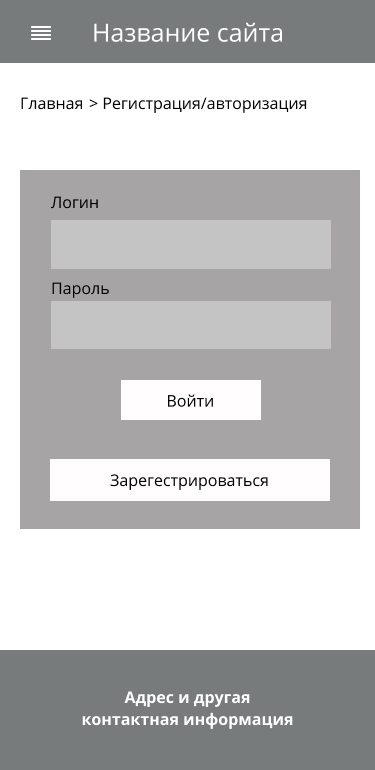 Название сайта
Главная > Регистрация/авторизация
Логин
Пароль
Войти
Зарегестрироваться
Адрес и другая
контактная информация